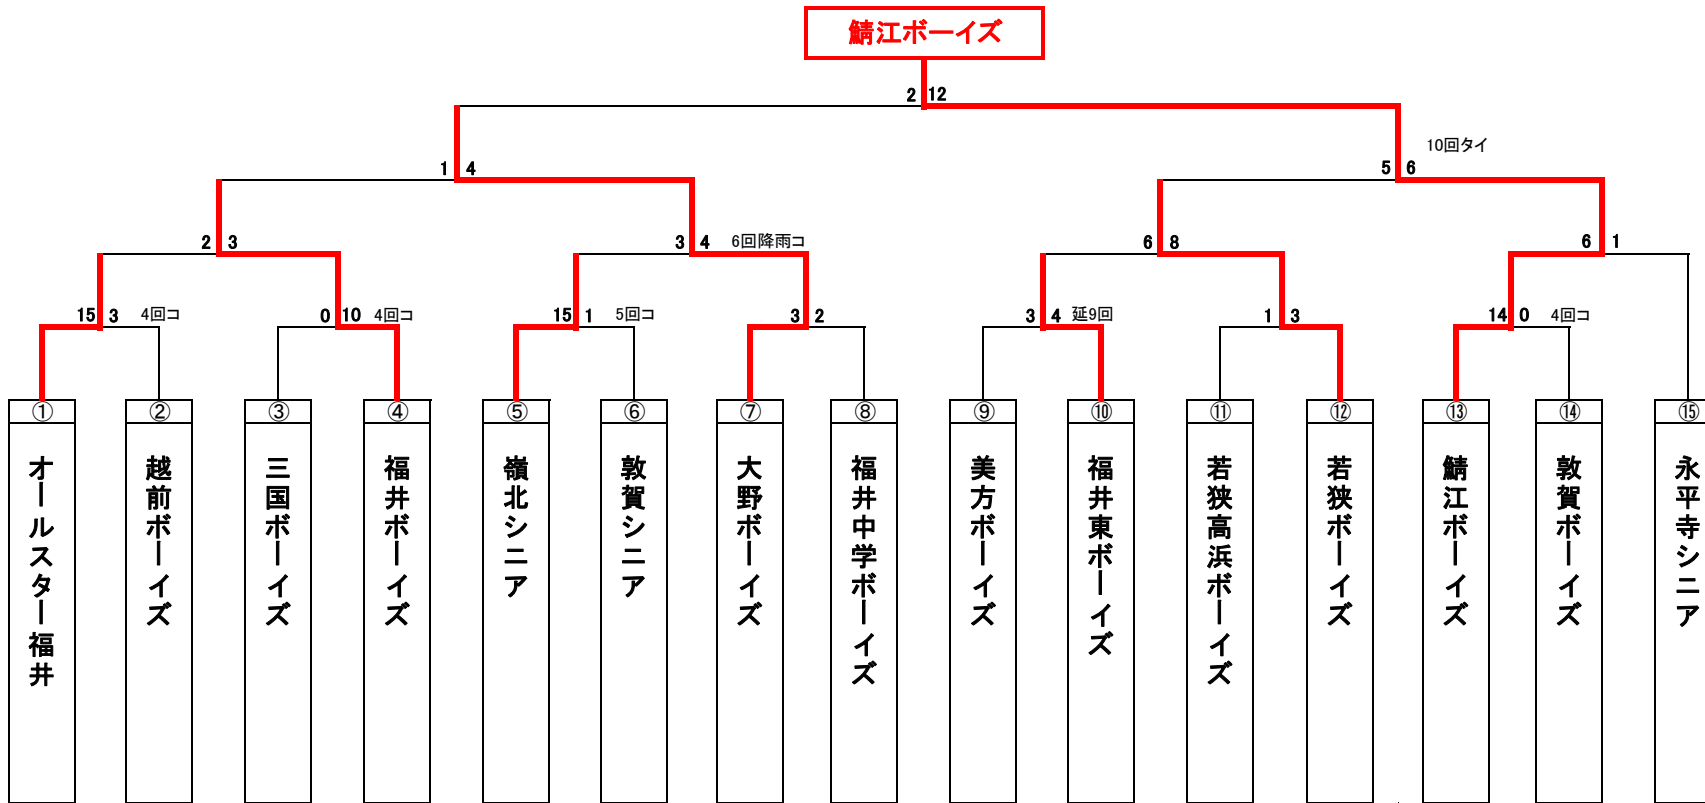 鯖江ボーイズ
2 12
10回タイ
1 4
5 6
2 3
3 4 6回降雨コ
6 8
6 1
15 3 4回コ
0 10 4回コ
15 1 5回コ
3 2
3 4 延9回
1 3
14 0 4回コ
① ② ③ ④ ⑤ ⑥ ⑦ ⑧ ⑨ ⑩ ⑪ ⑫ ⑬ ⑭ ⑮
オールスター福井
越前ボーイズ
三国ボーイズ
福井ボーイズ
嶺北シニア
敦賀シニア
大野ボーイズ
福井中学ボーイズ
美方ボーイズ
福井東ボーイズ
若狭高浜ボーイズ
若狭ボーイズ
鯖江ボーイズ
敦賀ボーイズ
永平寺シニア